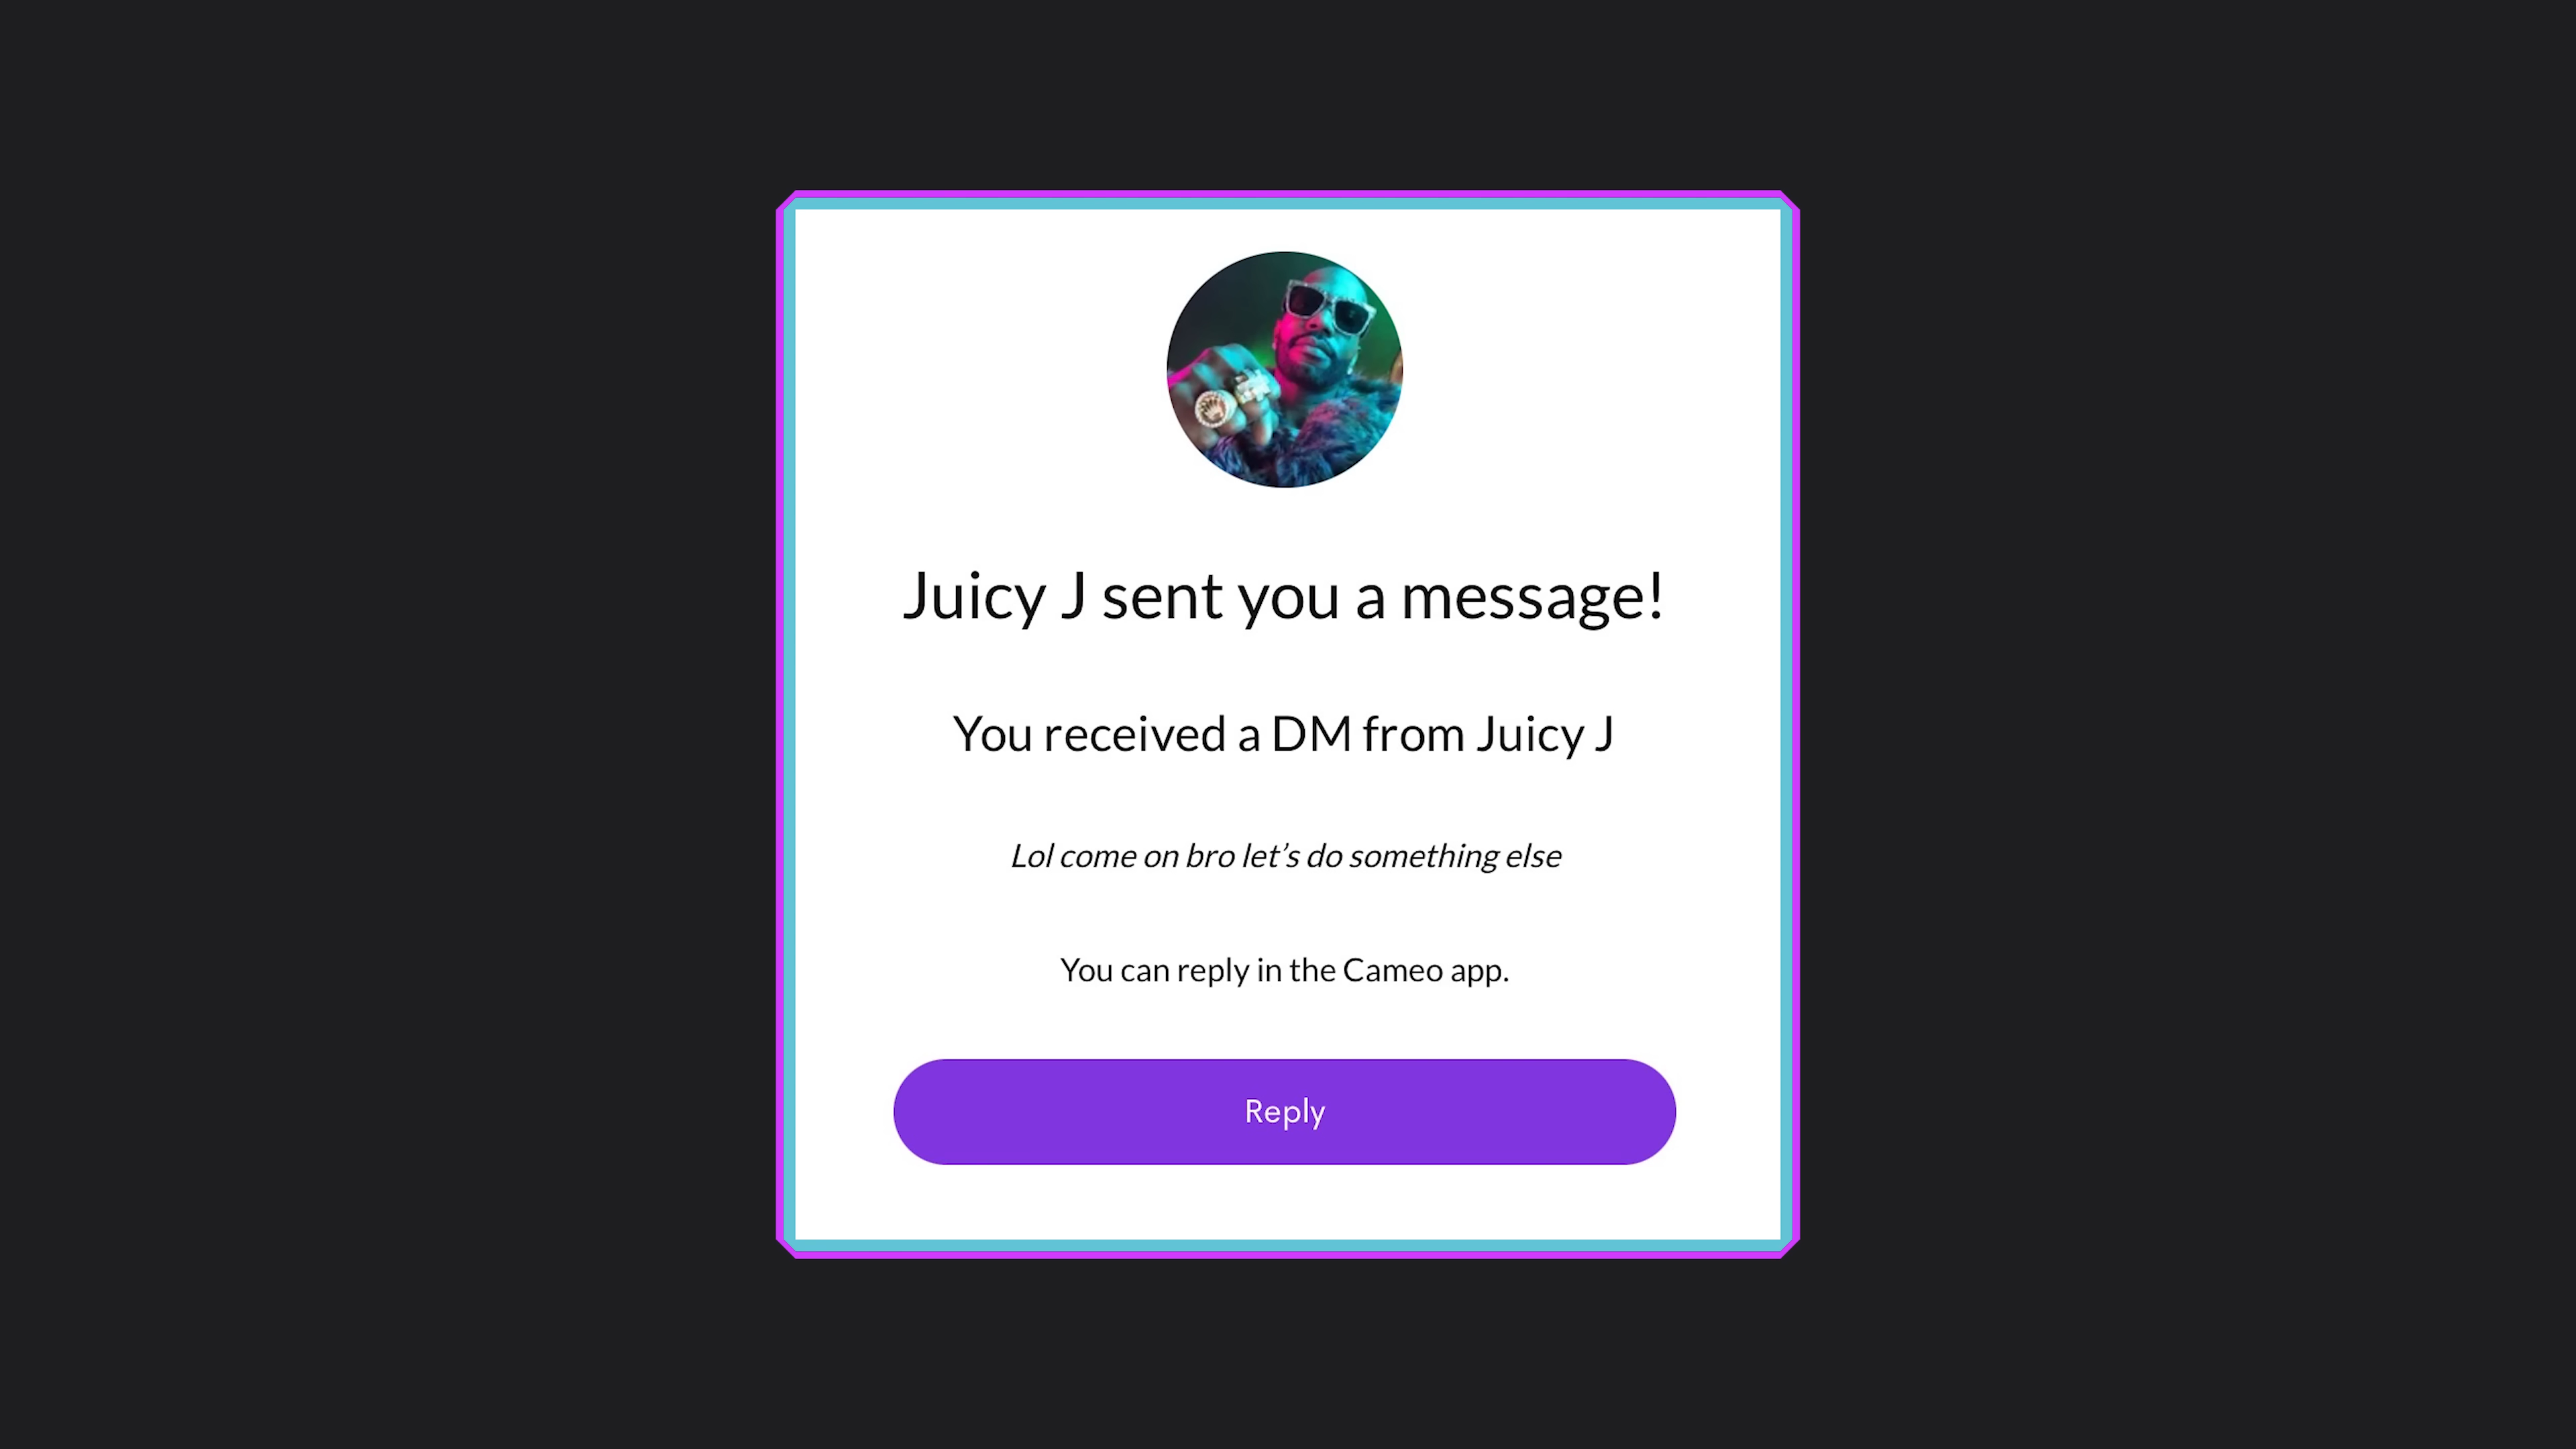 Juicy J sent you a message!
You received a DM from Juicy J
Lol come on bro let’s do something else
You can reply in the Cameo app.
Reply